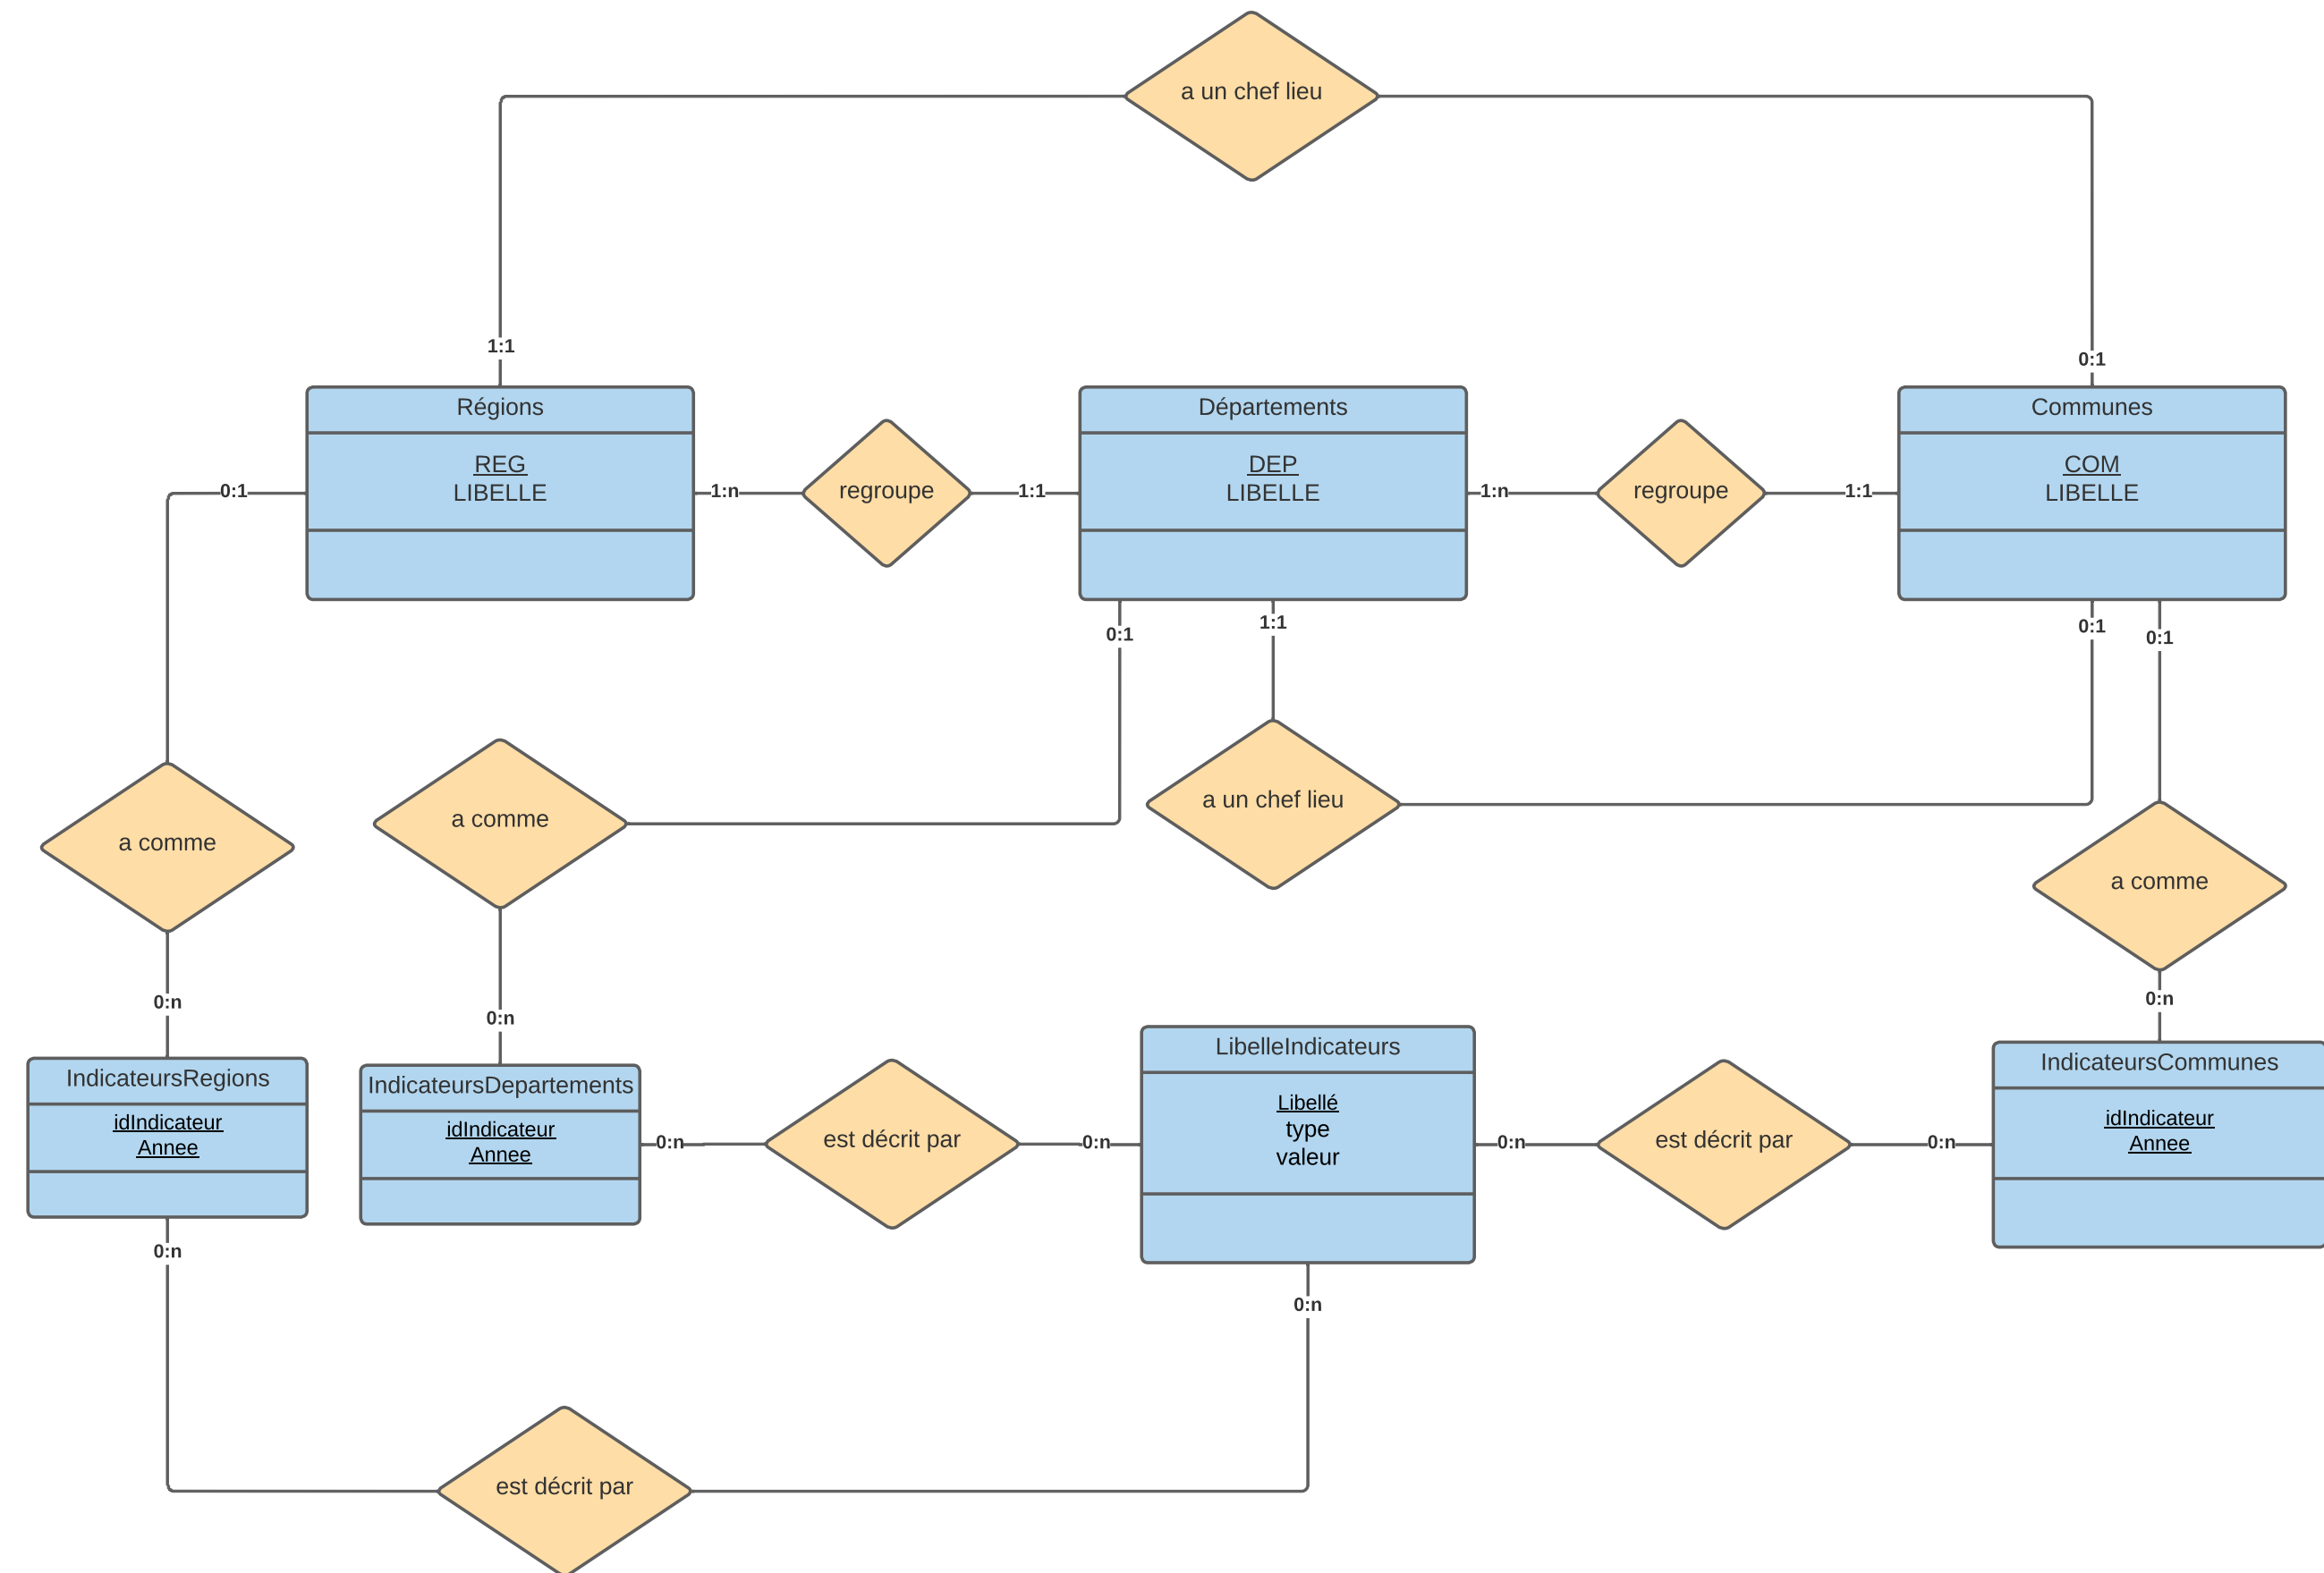 a un chef lieu
1:1
0:1
Régions
REG
LIBELLE
Départements
DEP
LIBELLE
Communes
COM
LIBELLE
0:1
1:n
regroupe
1:1
1:n
regroupe
1:1
0:1
1:1
0:1
0:1
a comme
a comme
a un chef lieu
a comme
0:n
0:n
0:n
IndicateursRegions
idIndicateur
Annee
IndicateursDepartements
idIndicateur
Annee
0:n
est décrit par
0:n
LibelleIndicateurs
Libellé
type
valeur
0:n
est décrit par
0:n
IndicateursCommunes
idIndicateur
Annee
0:n
0:n
est décrit par